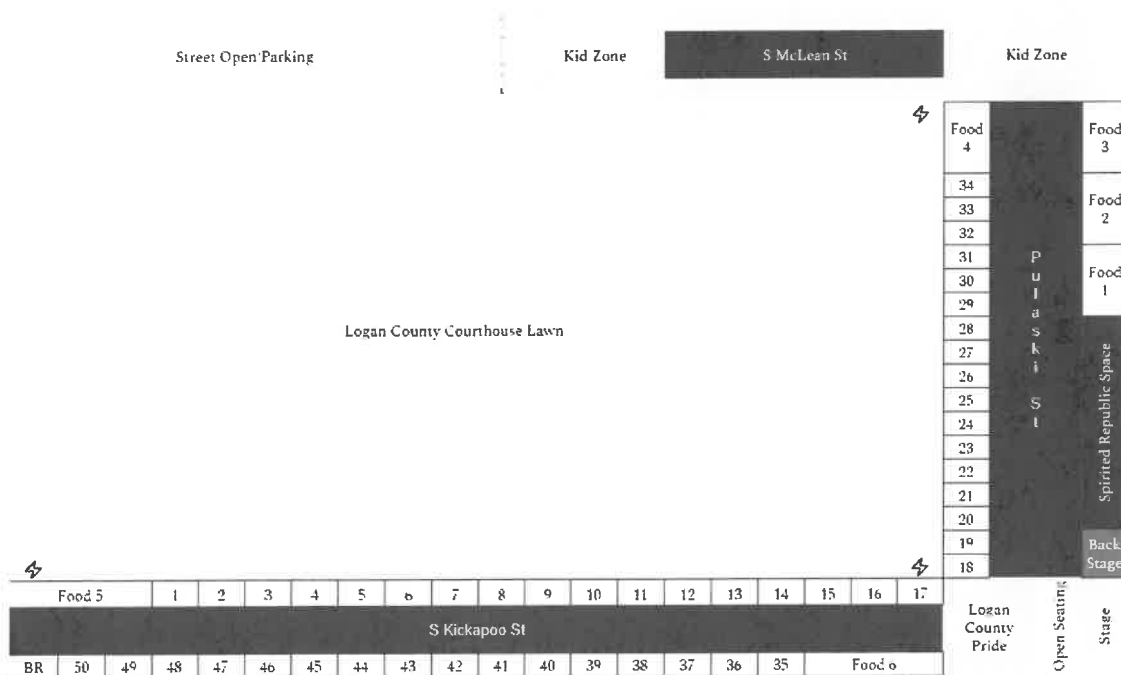 Street Open Parking
Kid Zone
S McLean St
Kid Zone
Food
4
Food
3
34
33
Food
2
32
31
30
Food
1
29
28
27
26
25
24
23
22
21
20
19
18
Pulaski St
Spirited Republic Space
Back
Stage
Logan County Courthouse Lawn
Food 5 1 2 3 4 5 6 7 8 9 10 11 12 13 14 15 16 17
S Kickapoo St
BR 50 49 48 47 46 45 44 43 42 41 40 39 38 37 36 35 Food 6
Logan
County
Pride
Open Seating
Stage